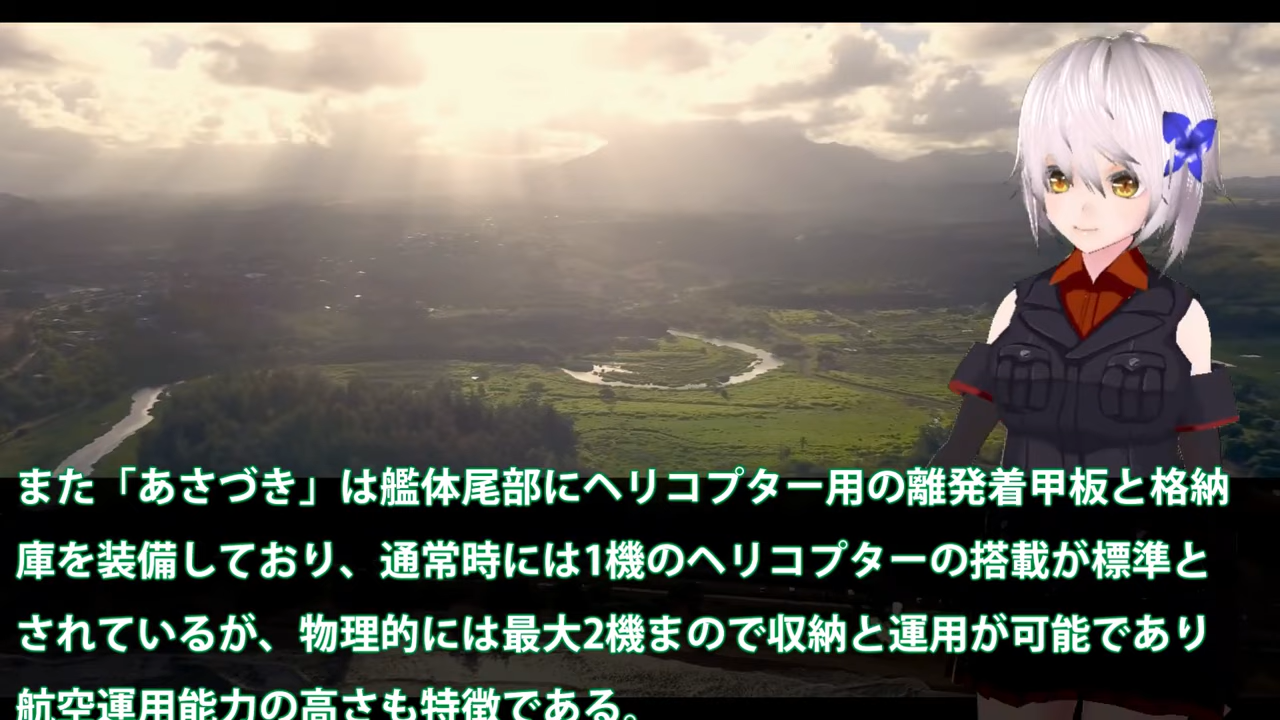 また「あさづき」は艦体尾部にヘリコプター用の離発着甲板と格納
庫を装備しており、通常時には1機のヘリコプターの搭載が標準と
されているが、物理的には最大2機まので収納と運用が可能であり
航空運用能力の高さも特徴である。